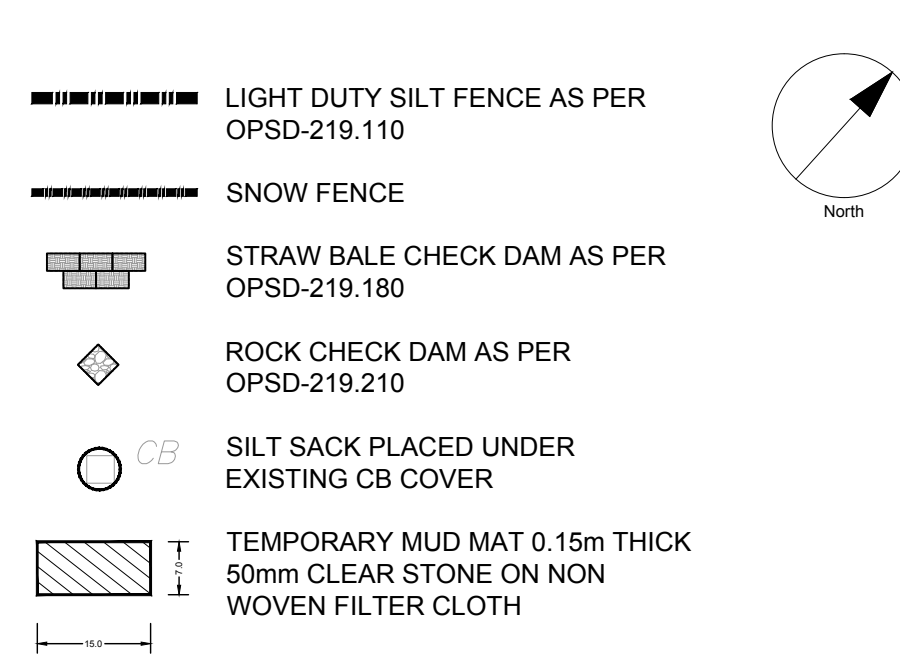 LIGHT DUTY SILT FENCE AS PER
OPSD-219.110
North
SNOW FENCE
STRAW BALE CHECK DAM AS PER
OPSD-219.180
ROCK CHECK DAM AS PER
OPSD-219.210
CB
SILT SACK PLACED UNDER
EXISTING CB COVER
TEMPORARY MUD MAT 0.15m THICK
50mm CLEAR STONE ON NON
WOVEN FILTER CLOTH
7.0
15.0